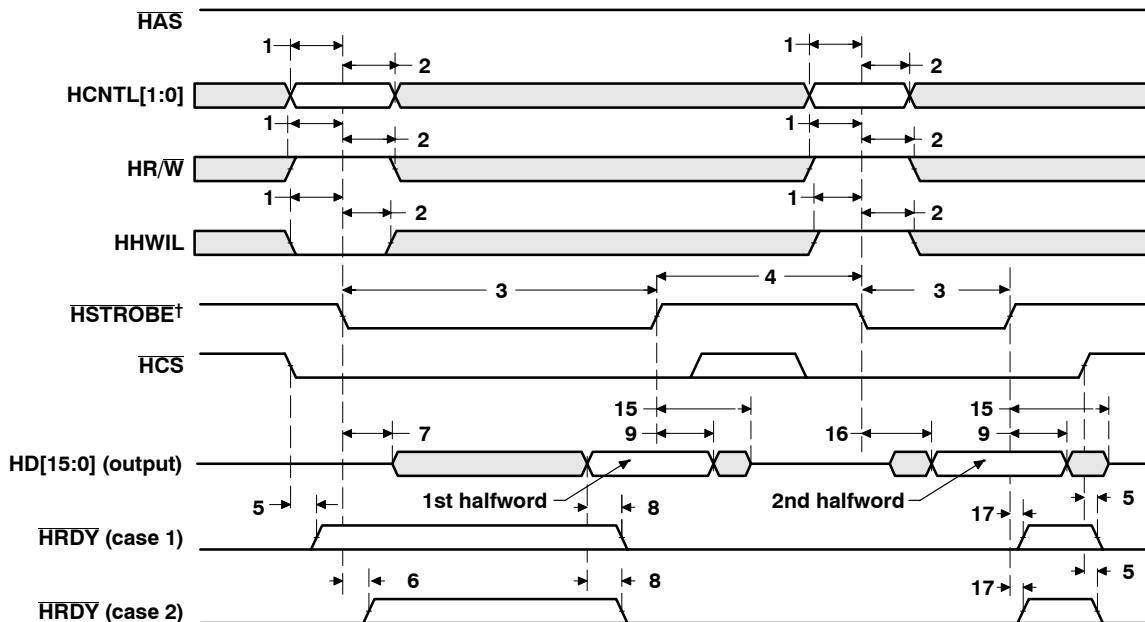 HAS
1
1
2
2
HCNTL[1:0]
1
1
2
2
HR/W
1
1
2
2
HHWIL
3
4
3
HSTROBE†
HCS
15
15
7
9
16
9
HD[15:0] (output)
1st halfword
2nd halfword
5
8
17
5
HRDY (case 1)
6
8
17
5
HRDY (case 2)